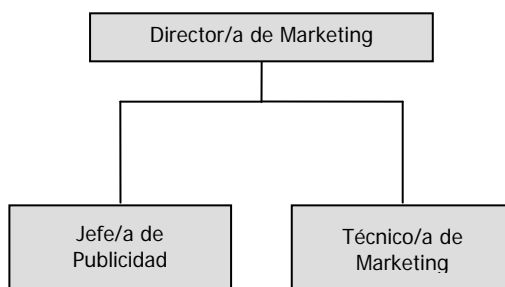 Director/a de Marketing
Jefe/a de
Publicidad
Técnico/a de
Marketing